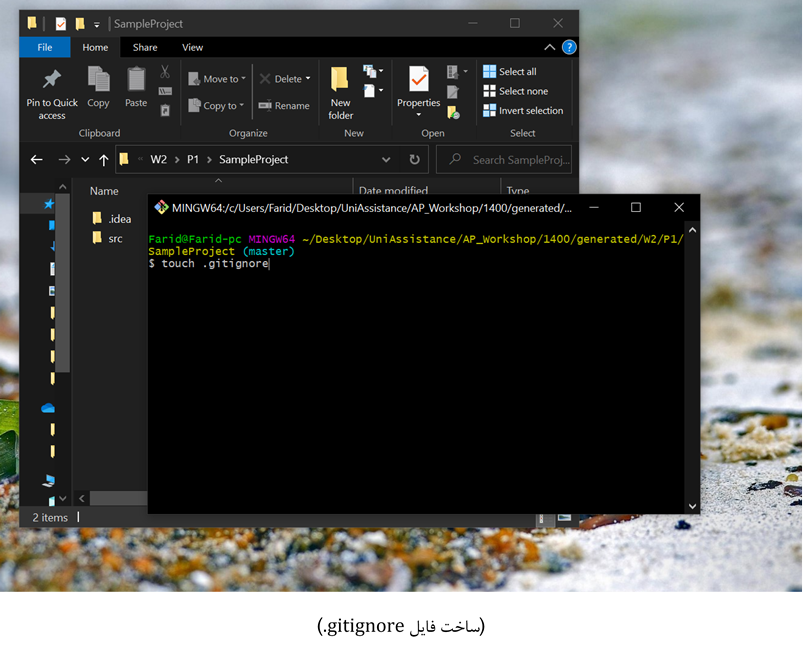 SampleProject
File Home Share View
Pin to Quick access
Copy
Paste
Clipboard
Move to
Copy to
Delete
Rename
Organize
New folder
New
Properties
Open
Select all
Select none
Invert selection
Select
W2 > P1 > SampleProject
Search SampleProj...
Name Date modified Type
.idea
src
2 items
MINGW64:/c/Users/Farid/Desktop/UniAssistance/AP_Workshop/1400/generated/...
Farid@Farid-pc MINGW64 ~/Desktop/UniAssistance/AP_Workshop/1400/generated/W2/P1/
SampleProject (master)
$ touch .gitignore
(ساخت فایل gitignore.)